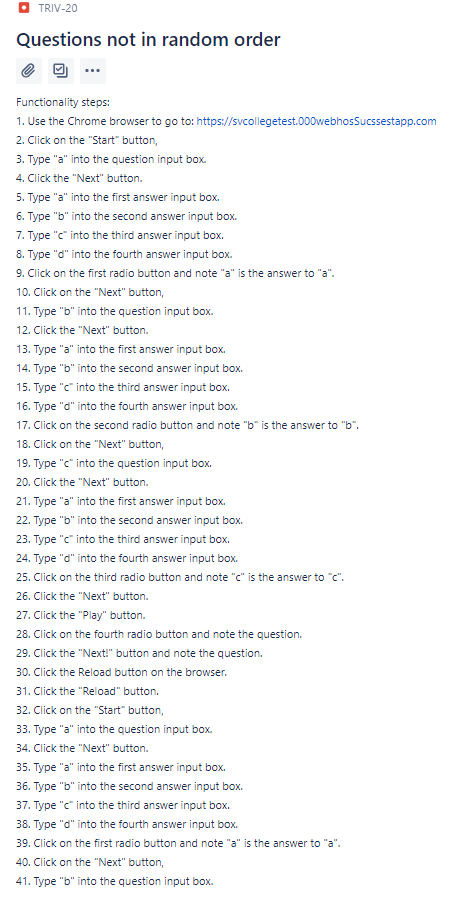 TRIV-20
Questions not in random order
Functionality steps:
1. Use the Chrome browser to go to: https://svcollegetest.000webhosSucssestapp.com
2. Click on the "Start" button,
3. Type "a" into the question input box.
4. Click the "Next" button.
5. Type "a" into the first answer input box.
6. Type "b" into the second answer input box.
7. Type "c" into the third answer input box.
8. Type "d" into the fourth answer input box.
9. Click on the first radio button and note "a" is the answer to "a".
10. Click on the "Next" button,
11. Type "b" into the question input box.
12. Click the "Next" button.
13. Type "a" into the first answer input box.
14. Type "b" into the second answer input box.
15. Type "c" into the third answer input box.
16. Type "d" into the fourth answer input box.
17. Click on the second radio button and note "b" is the answer to "b".
18. Click on the "Next" button,
19. Type "c" into the question input box.
20. Click the "Next" button.
21. Type "a" into the first answer input box.
22. Type "b" into the second answer input box.
23. Type "c" into the third answer input box.
24. Type "d" into the fourth answer input box.
25. Click on the third radio button and note "c" is the answer to "c".
26. Click the "Next" button.
27. Click the "Play" button.
28. Click on the fourth radio button and note the question.
29. Click the "Next!" button and note the question.
30. Click the Reload button on the browser.
31. Click the "Reload" button.
32. Click on the "Start" button,
33. Type "a" into the question input box.
34. Click the "Next" button.
35. Type "a" into the first answer input box.
36. Type "b" into the second answer input box.
37. Type "c" into the third answer input box.
38. Type "d" into the fourth answer input box.
39. Click on the first radio button and note "a" is the answer to "a".
40. Click on the "Next" button,
41. Type "b" into the question input box.